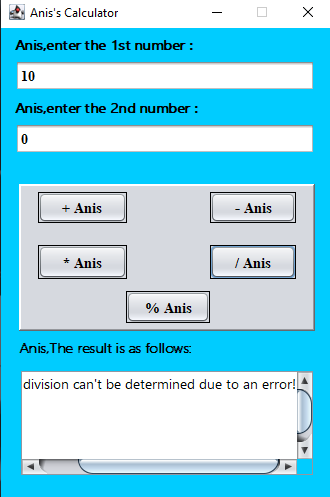 Anis's Calculator
Anis,enter the 1st number :
10
Anis,enter the 2nd number :
0
+ Anis
- Anis
* Anis
/ Anis
% Anis
Anis,The result is as follows:
division can't be determined due to an error!